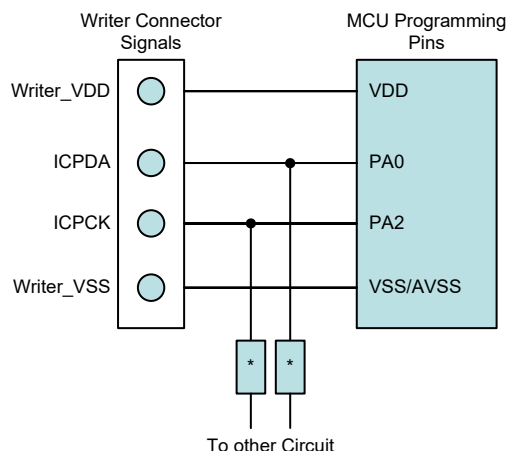 Writer Connector
Signals
MCU Programming
Pins
Writer_VDD
VDD
ICPDA
PA0
ICPCK
PA2
Writer_VSS
VSS/AVSS
*
*
To other Circuit